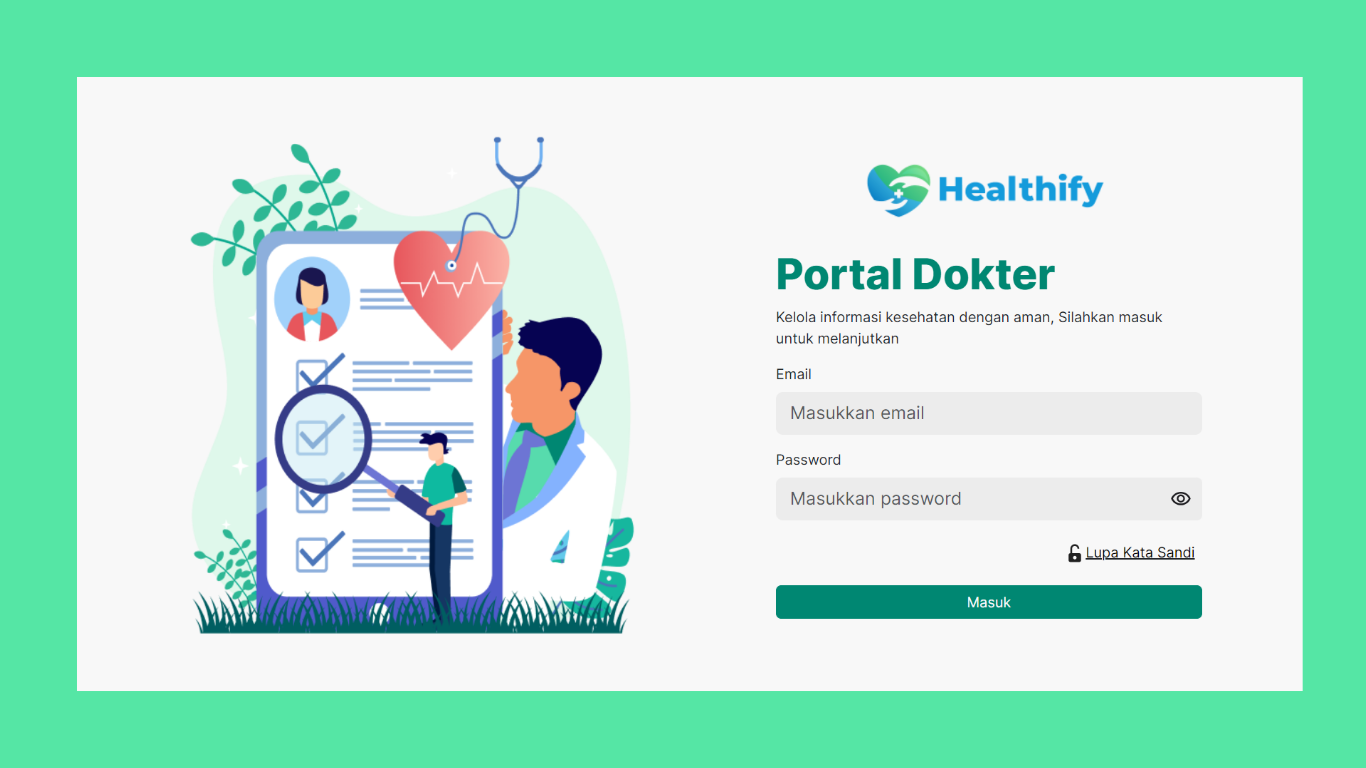 Healthify
Portal Dokter
Kelola informasi kesehatan dengan aman, Silahkan masuk
untuk melanjutkan
Email
Masukkan email
Password
Masukkan password
Lupa Kata Sandi
Masuk